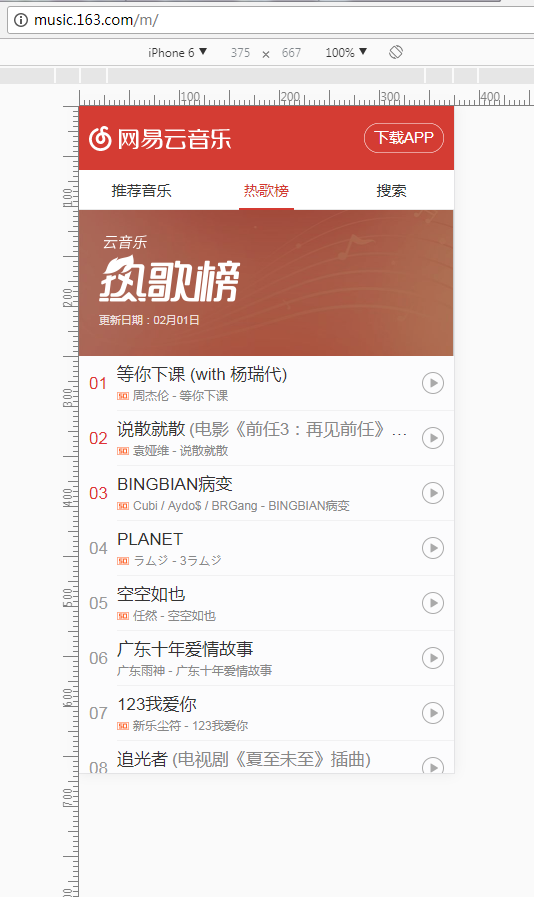 music.163.com/m/
iPhone 6 ▼ 375 × 667 100% ▼
100 200 300 400
网易云音乐 下载APP
推荐音乐 热歌榜 搜索
云音乐
热歌榜
更新日期：02月01日
01 等你下课 (with 杨瑞代)
SQ 周杰伦 - 等你下课
02 说散就散 (电影《前任3：再见前任》…
SQ 袁娅维 - 说散就散
03 BINGBIAN病变
SQ Cubi / Aydo$ / BRGang - BINGBIAN病变
04 PLANET
SQ ラムジ - 3ラムジ
05 空空如也
SQ 任然 - 空空如也
06 广东十年爱情故事
广东雨神 - 广东十年爱情故事
07 123我爱你
SQ 新乐尘符 - 123我爱你
08 追光者 (电视剧《夏至未至》插曲)
100
200
300
400
500
600
700